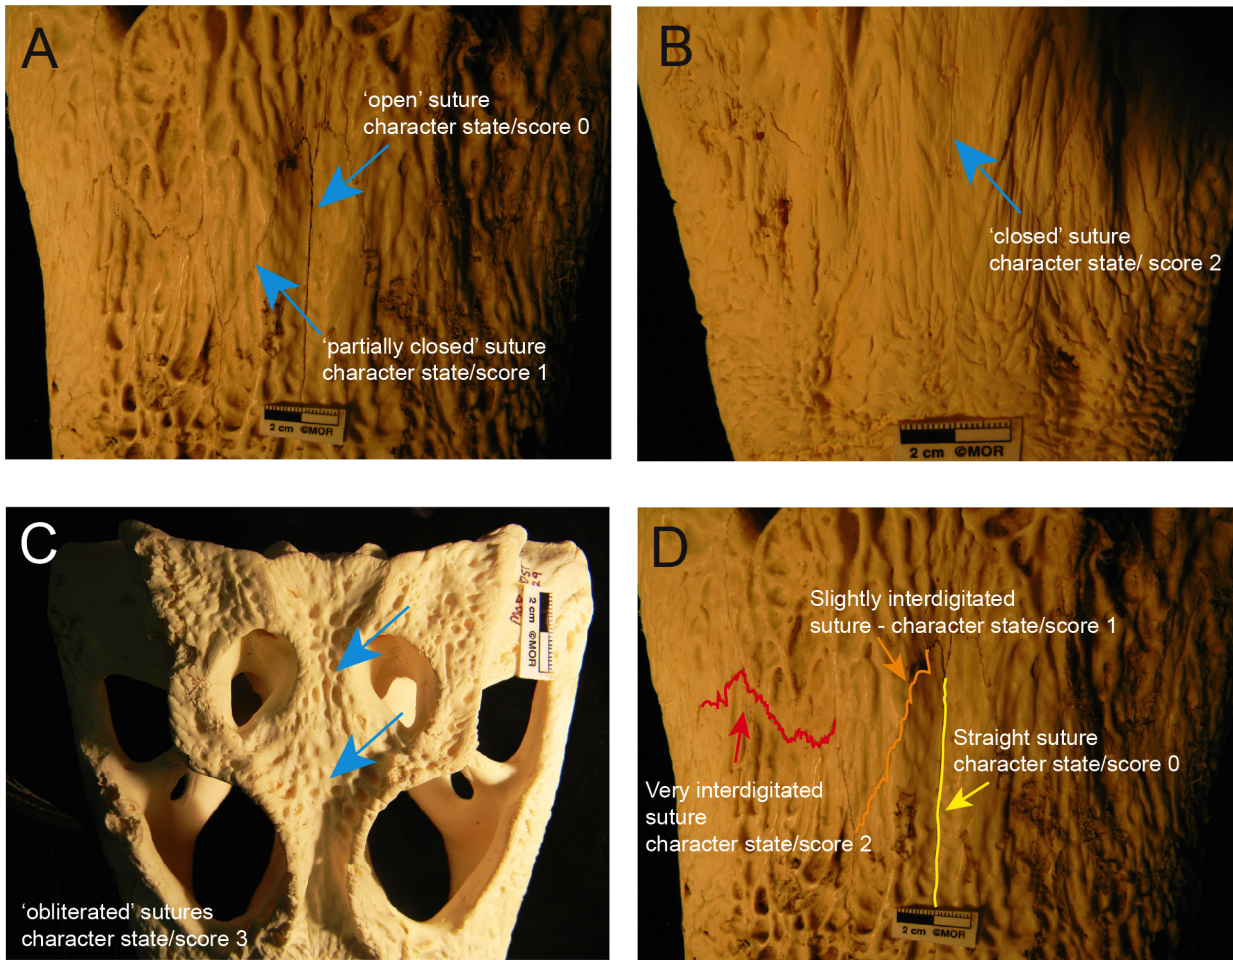 A
‘open’ suture
character state/score 0
‘partially closed’ suture
character state/score 1
2 cm ©MOR
B
‘closed’ suture
character state/ score 2
2 cm ©MOR
C
2 cm ©MOR
‘obliterated’ sutures
character state/score 3
D
Slightly interdigitated
suture - character state/score 1
Straight suture
character state/score 0
Very interdigitated
suture
character state/score 2
2 cm ©MOR